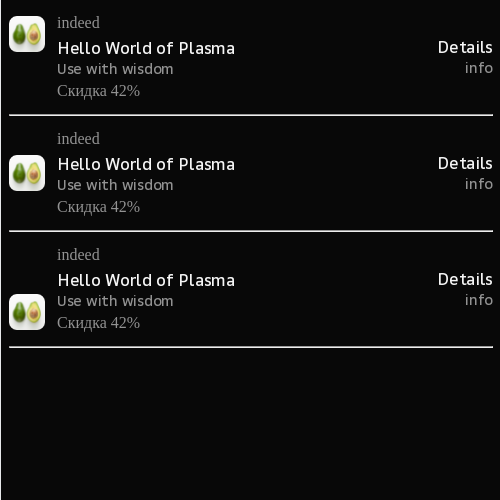 indeed
Hello World of Plasma
Details
Use with wisdom
info
Скидка 42%
indeed
Hello World of Plasma
Details
Use with wisdom
info
Скидка 42%
indeed
Hello World of Plasma
Details
Use with wisdom
info
Скидка 42%